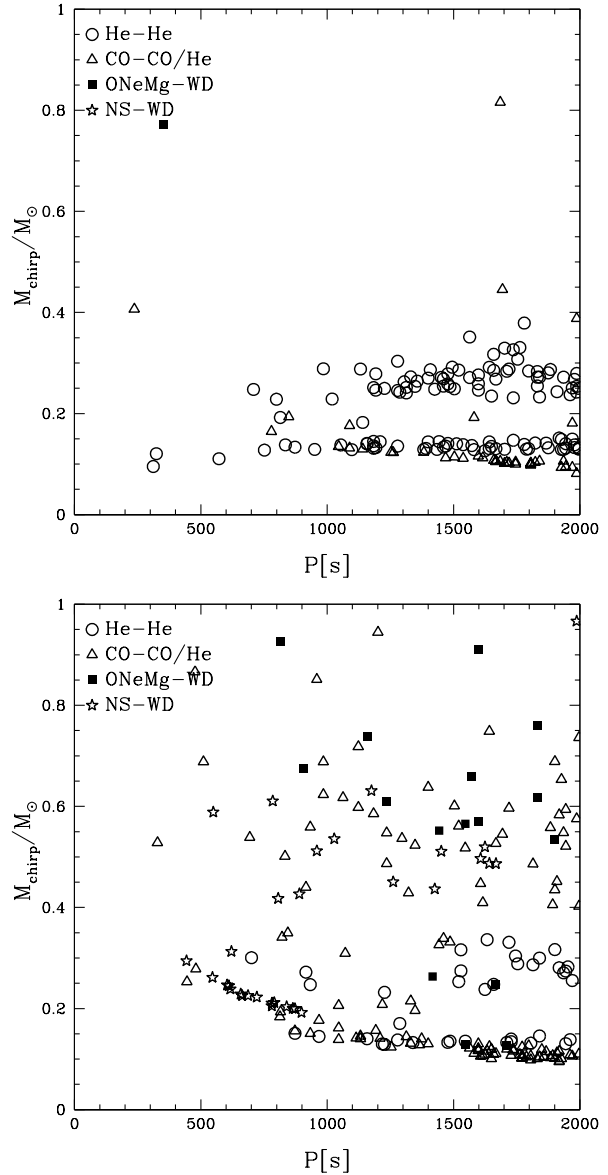 1
0.8
0.6
0.4
0.2
0
He-He
CO-CO/He
ONeMg-WD
NS-WD
M_chirp/M_⊙
0 500 1000 1500 2000
P[s]
1
0.8
0.6
0.4
0.2
0
He-He
CO-CO/He
ONeMg-WD
NS-WD
M_chirp/M_⊙
0 500 1000 1500 2000
P[s]